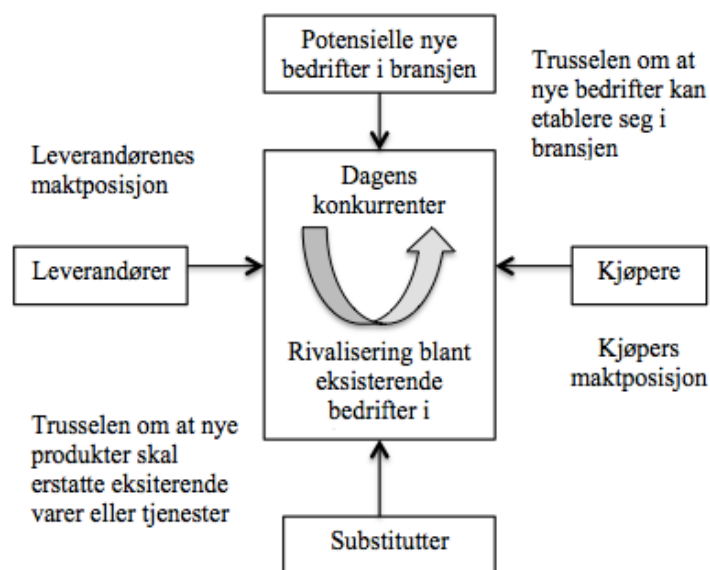 Potensielle nye
bedrifter i bransjen
Trusselen om at
nye bedrifter kan
etablere seg i
bransjen
Leverandørenes
maktposisjon
Dagens
konkurrenter
Leverandører
Kjøpere
Rivalisering blant
eksisterende
bedrifter i
Kjøpers
maktposisjon
Trusselen om at nye
produkter skal
erstatte eksiterende
varer eller tjenester
Substitutter